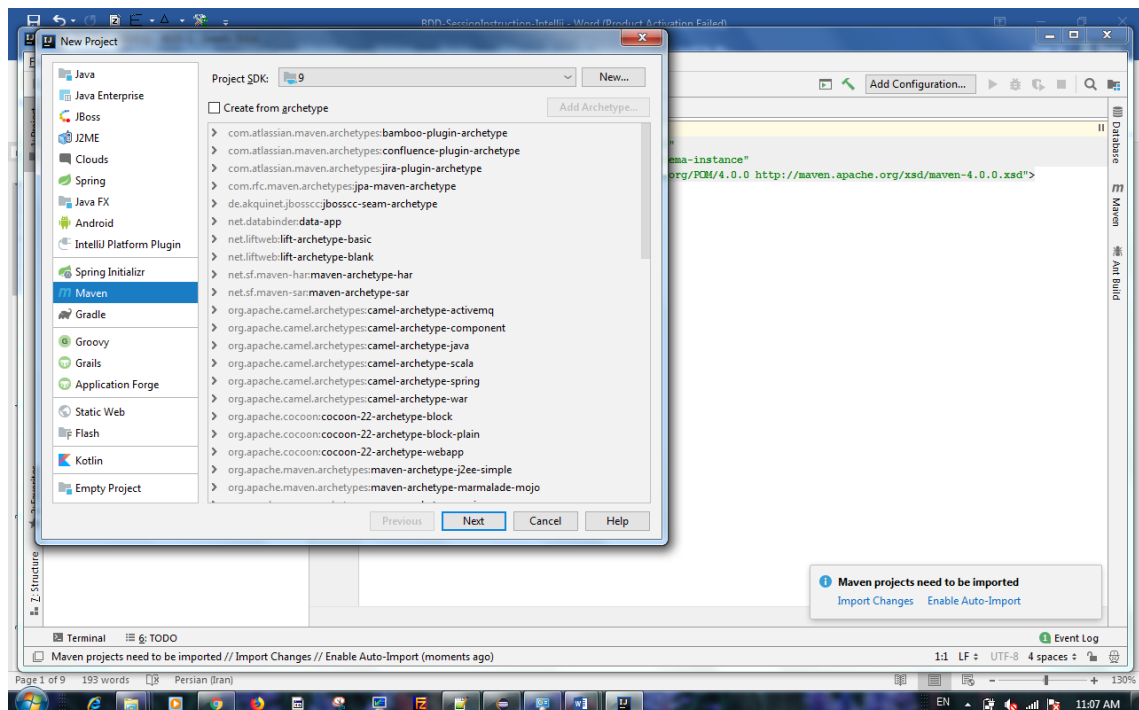 BDD-SessionInstruction-Intellij - Word (Product Activation Failed)
New Project
Java
Java Enterprise
JBoss
J2ME
Clouds
Spring
Java FX
Android
IntelliJ Platform Plugin
Spring Initializr
Maven
Gradle
Groovy
Grails
Application Forge
Static Web
Flash
Kotlin
Empty Project
Project SDK: 9
New...
Create from archetype
Add Archetype...
com.atlassian.maven.archetypes:bamboo-plugin-archetype
com.atlassian.maven.archetypes:confluence-plugin-archetype
com.atlassian.maven.archetypes:jira-plugin-archetype
com.rfc.maven.archetypes:jpa-maven-archetype
de.akquinet.jbosscc:jbosscc-seam-archetype
net.databinder:data-app
net.liftweb:lift-archetype-basic
net.liftweb:lift-archetype-blank
net.sf.maven-har:maven-archetype-har
net.sf.maven-sar:maven-archetype-sar
org.apache.camel.archetypes:camel-archetype-activemq
org.apache.camel.archetypes:camel-archetype-component
org.apache.camel.archetypes:camel-archetype-java
org.apache.camel.archetypes:camel-archetype-scala
org.apache.camel.archetypes:camel-archetype-spring
org.apache.camel.archetypes:camel-archetype-war
org.apache.cocoon:cocoon-22-archetype-block
org.apache.cocoon:cocoon-22-archetype-block-plain
org.apache.cocoon:cocoon-22-archetype-webapp
org.apache.maven.archetypes:maven-archetype-j2ee-simple
org.apache.maven.archetypes:maven-archetype-marmalade-mojo
Previous
Next
Cancel
Help
Add Configuration...
ema-instance"
org/POM/4.0.0 http://maven.apache.org/xsd/maven-4.0.0.xsd">
Database
Maven
Ant Build
Z: Structure
Maven projects need to be imported
Import Changes Enable Auto-Import
Terminal
6: TODO
1 Event Log
Maven projects need to be imported // Import Changes // Enable Auto-Import (moments ago)
1:1 LF UTF-8 4 spaces
Page 1 of 9 193 words Persian (Iran)
130%
EN
11:07 AM